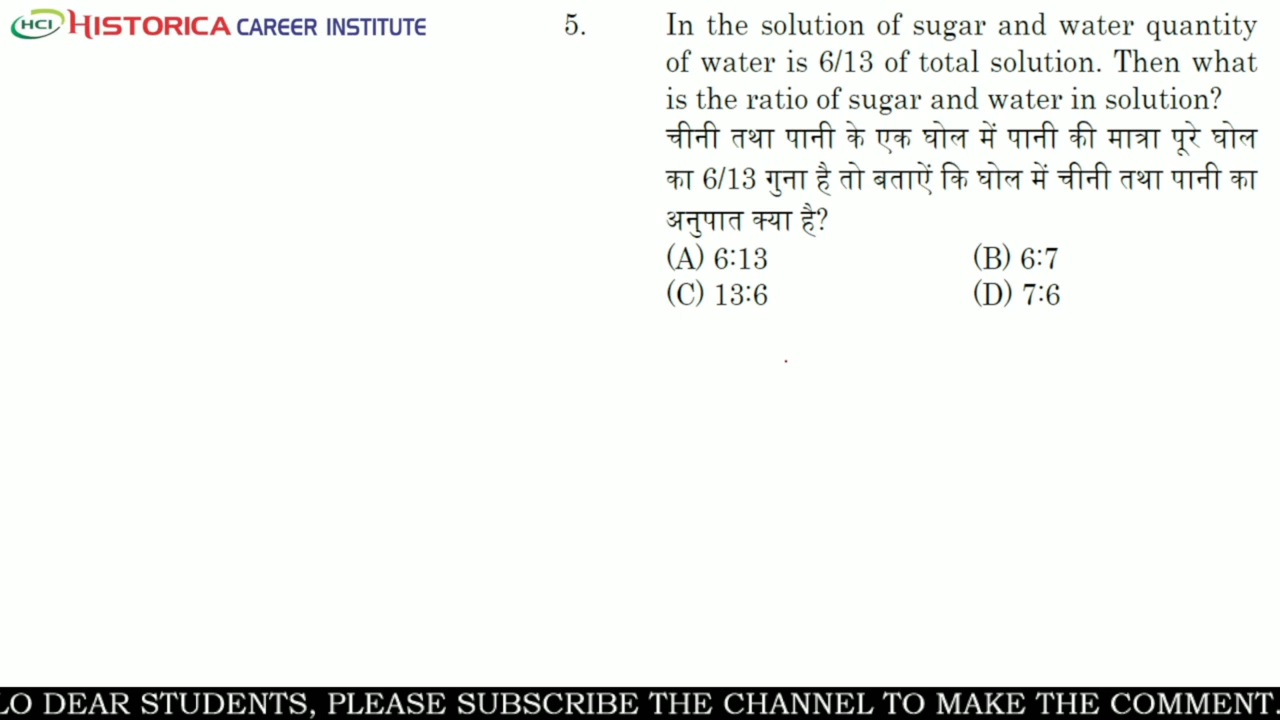 HCI HISTORICA CAREER INSTITUTE
5. In the solution of sugar and water quantity
of water is 6/13 of total solution. Then what
is the ratio of sugar and water in solution?
चीनी तथा पानी के एक घोल में पानी की मात्रा पूरे घोल
का 6/13 गुना है तो बताऐं कि घोल में चीनी तथा पानी का
अनुपात क्या है?
(A) 6:13 (B) 6:7
(C) 13:6 (D) 7:6
LO DEAR STUDENTS, PLEASE SUBSCRIBE THE CHANNEL TO MAKE THE COMMENT.